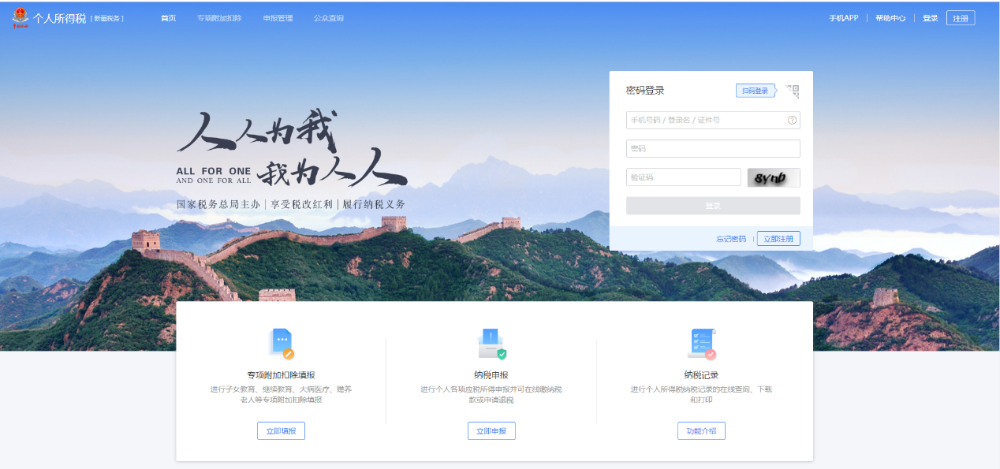 个人所得税 [ 新疆税务 ] 首页 专项附加扣除 申报管理 公众查询 手机APP 帮助中心 登录 注册
密码登录 扫码登录
手机号码 / 登录名 / 证件号
密码
验证码 8ynb
登录
忘记密码 立即注册
人人为我
ALL FOR ONE
AND ONE FOR ALL
我为人人
国家税务总局主办 | 享受税改红利 | 履行纳税义务
专项附加扣除填报
进行子女教育、继续教育、大病医疗、赡养
老人等专项附加扣除填报
立即填报
纳税申报
进行个人各项应税所得申报并可在线缴纳税
款或申请退税
立即申报
纳税记录
进行个人所得税纳税记录的在线查询、下载
和打印
功能介绍